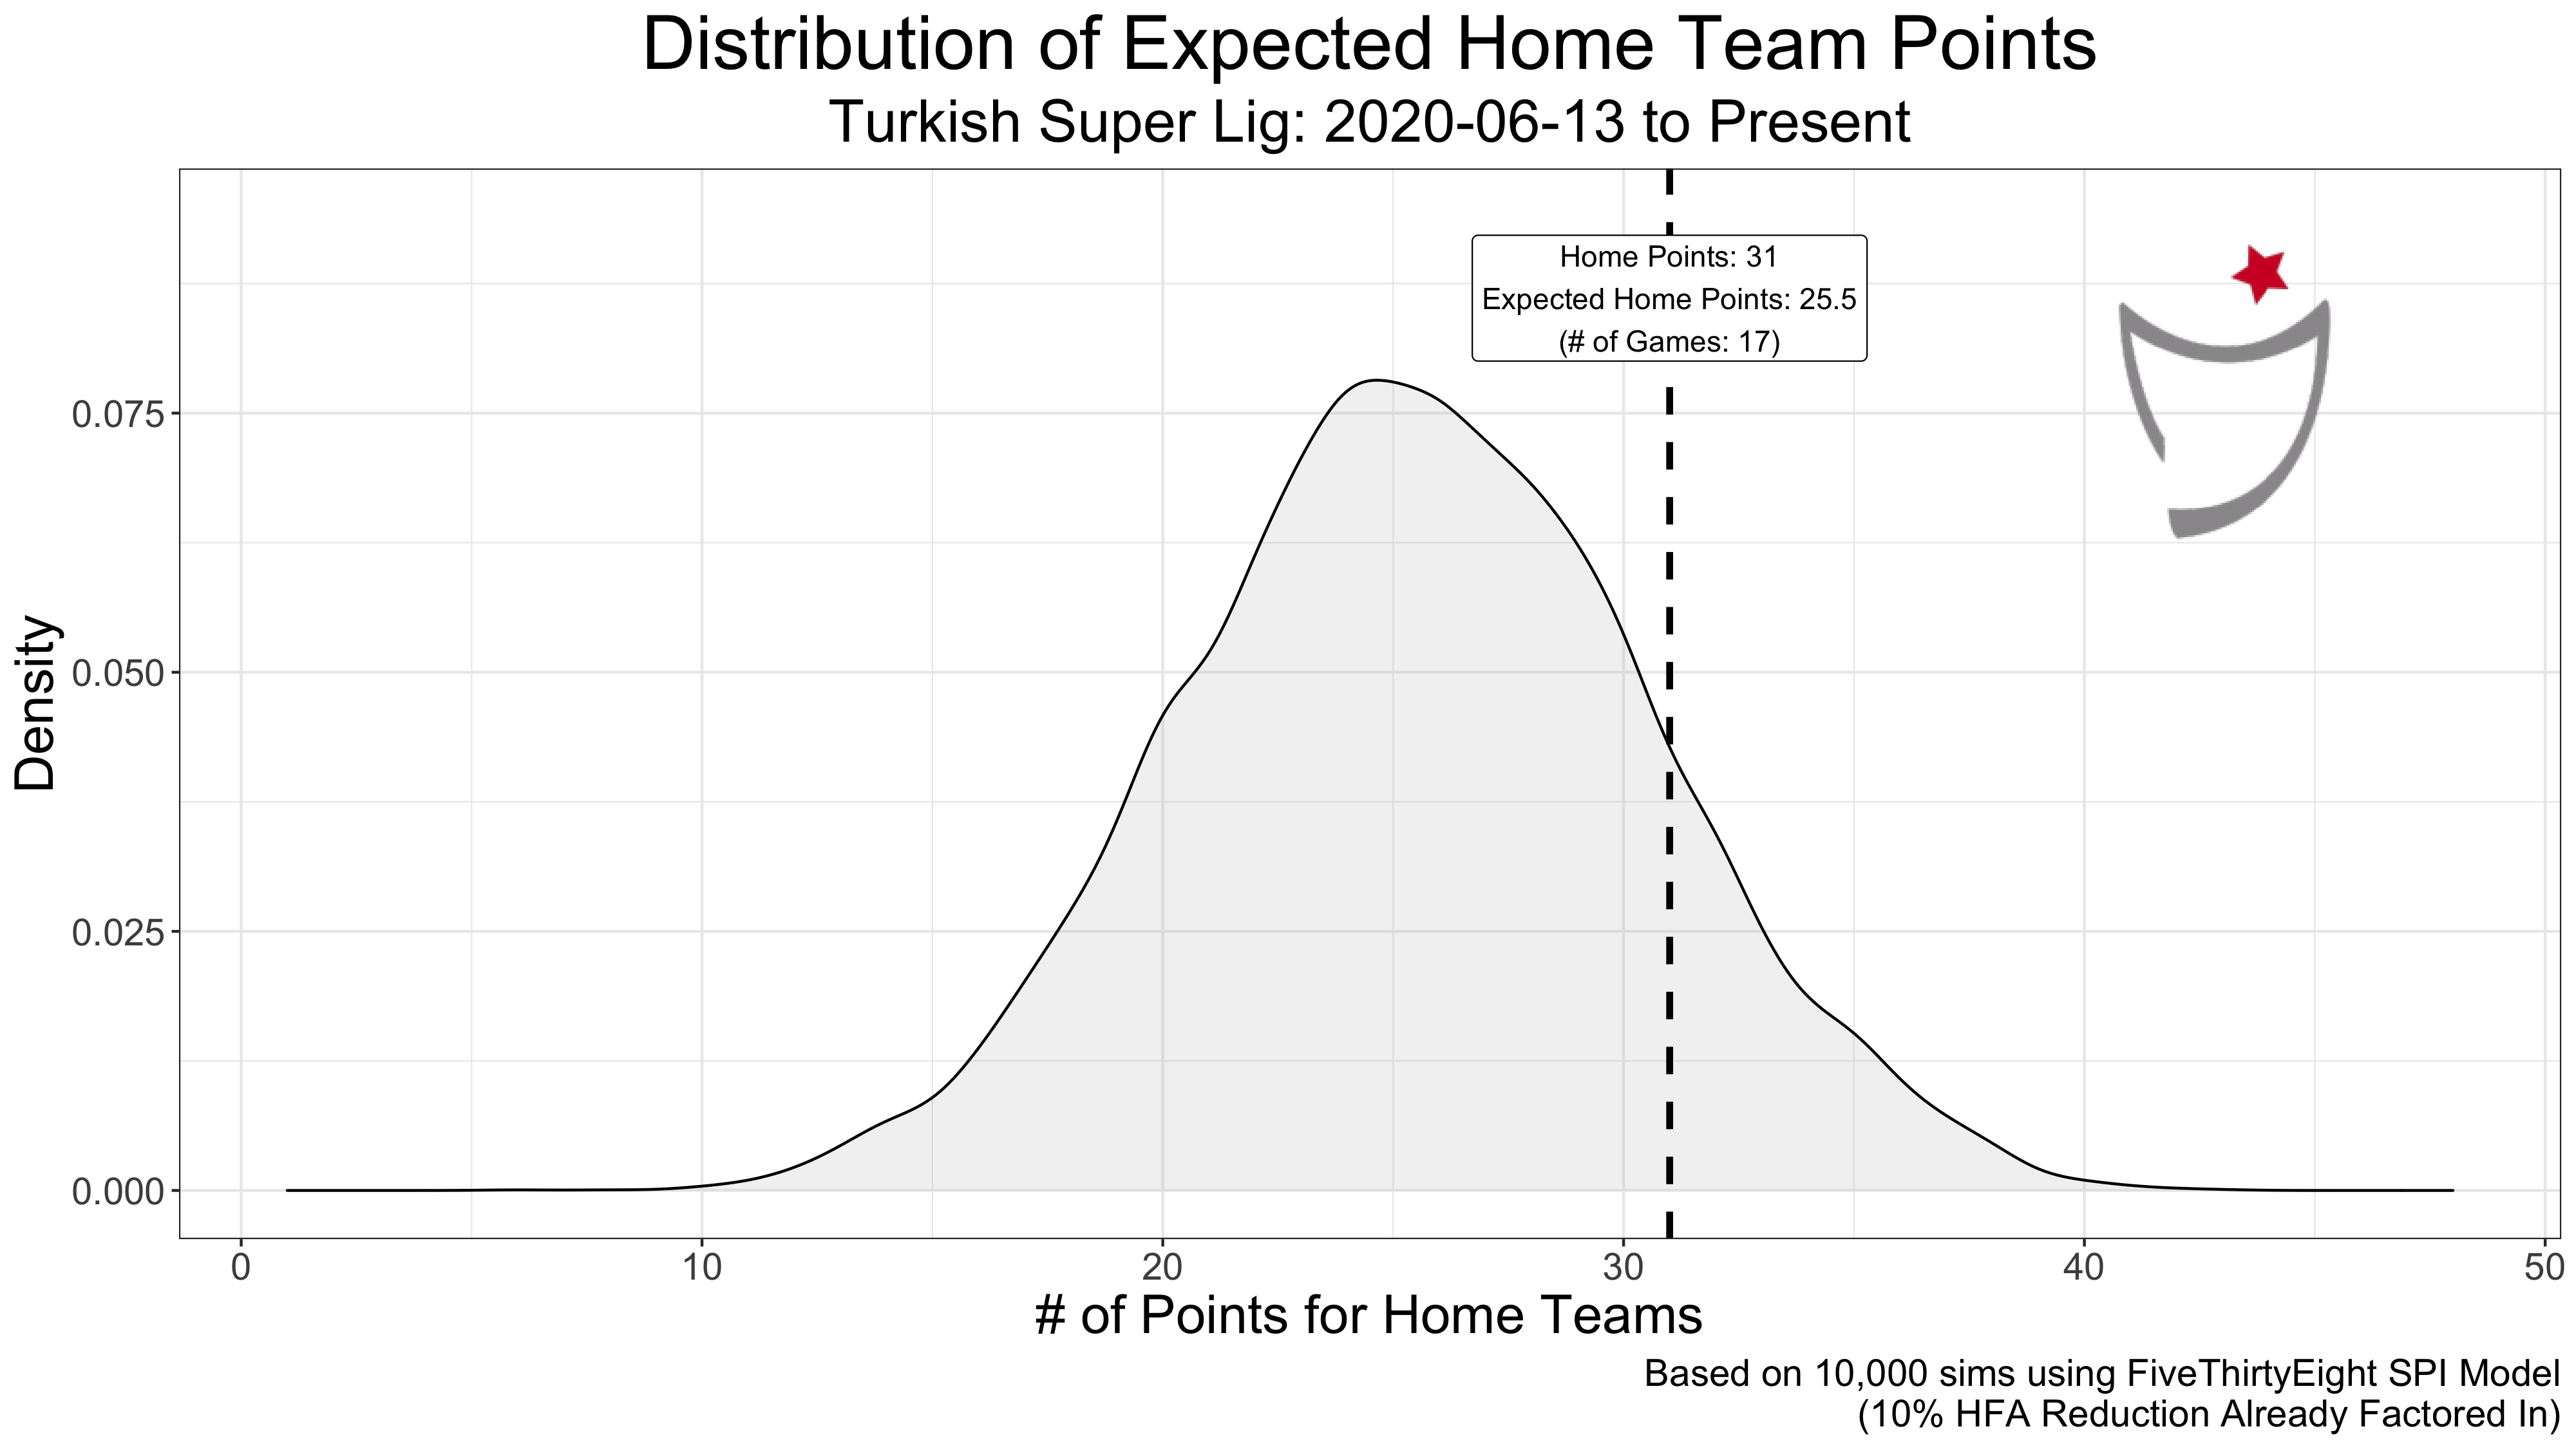 Distribution of Expected Home Team Points
Turkish Super Lig: 2020-06-13 to Present
Home Points: 31
Expected Home Points: 25.5
(# of Games: 17)
Density
0.075
0.050
0.025
0.000
0 10 20 30 40 50
# of Points for Home Teams
Based on 10,000 sims using FiveThirtyEight SPI Model
(10% HFA Reduction Already Factored In)